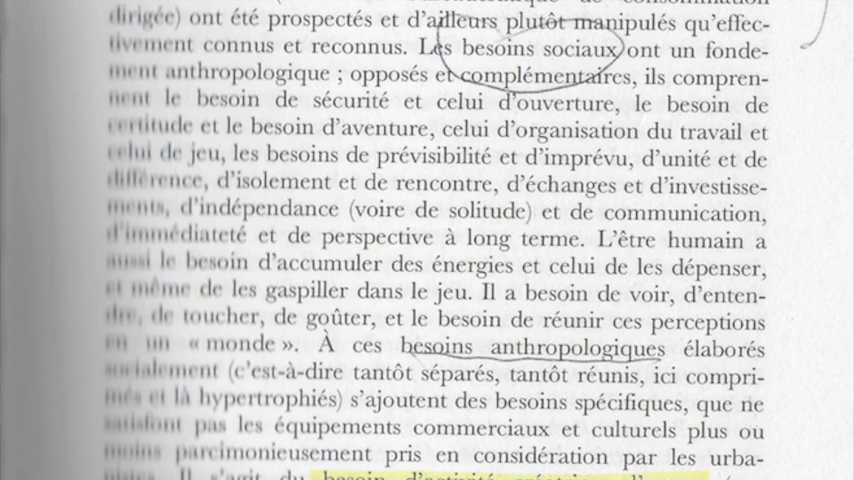 dirigée) ont été prospectés et d'ailleurs plutôt manipulés qu'effec-
tivement connus et reconnus. Les besoins sociaux ont un fonde-
ment anthropologique ; opposés et complémentaires, ils compren-
nent le besoin de sécurité et celui d'ouverture, le besoin de
certitude et le besoin d'aventure, celui d'organisation du travail et
celui de jeu, les besoins de prévisibilité et d'imprévu, d'unité et de
différence, d'isolement et de rencontre, d'échanges et d'investisse-
ments, d'indépendance (voire de solitude) et de communication,
d'immédiateté et de perspective à long terme. L'être humain a
aussi le besoin d'accumuler des énergies et celui de les dépenser,
et même de les gaspiller dans le jeu. Il a besoin de voir, d'enten-
dre, de toucher, de goûter, et le besoin de réunir ces perceptions
en un « monde ». À ces besoins anthropologiques élaborés
socialement (c'est-à-dire tantôt séparés, tantôt réunis, ici compri-
més et là hypertrophiés) s'ajoutent des besoins spécifiques, que ne
satisfont pas les équipements commerciaux et culturels plus ou
moins parcimonieusement pris en considération par les urba-
nistes. Il s'agit du besoin d'activité créatrice, d'œuvre